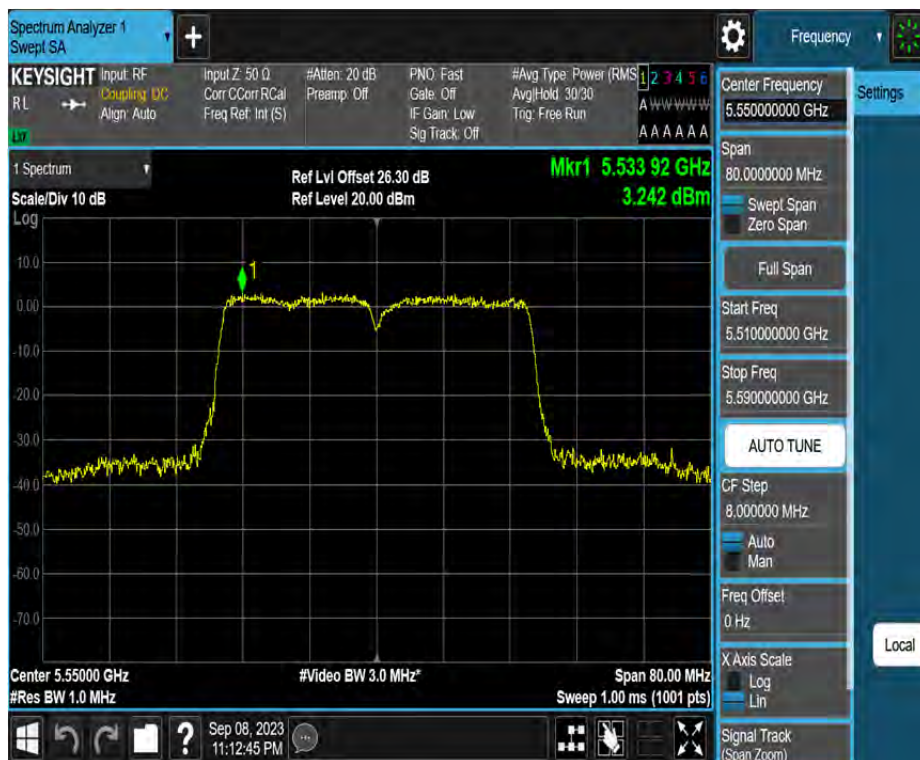 Spectrum Analyzer 1
Swept SA
+
Frequency
KEYSIGHT
RL
LXI
Input: RF
Coupling: DC
Align: Auto
Input Z: 50 Ω
Corr CCorr RCal
Freq Ref: Int (S)
#Atten: 20 dB
Preamp: Off
PNO: Fast
Gate: Off
IF Gain: Low
Sig Track: Off
#Avg Type: Power (RMS
Avg|Hold: 30/30
Trig: Free Run
1 2 3 4 5 6
A W W W W W
A A A A A A
Center Frequency
5.550000000 GHz
Settings
1 Spectrum
Scale/Div 10 dB
Log
Ref Lvl Offset 26.30 dB
Ref Level 20.00 dBm
Mkr1 5.533 92 GHz
3.242 dBm
Span
80.0000000 MHz
Swept Span
Zero Span
Full Span
Start Freq
5.510000000 GHz
Stop Freq
5.590000000 GHz
AUTO TUNE
CF Step
8.000000 MHz
Auto
Man
Freq Offset
0 Hz
X Axis Scale
Log
Lin
Signal Track
(Span Zoom)
Local
1
10.0
0.00
-10.0
-20.0
-30.0
-40.0
-50.0
-60.0
-70.0
Center 5.55000 GHz
#Res BW 1.0 MHz
#Video BW 3.0 MHz*
Span 80.00 MHz
Sweep 1.00 ms (1001 pts)
?
Sep 08, 2023
11:12:45 PM